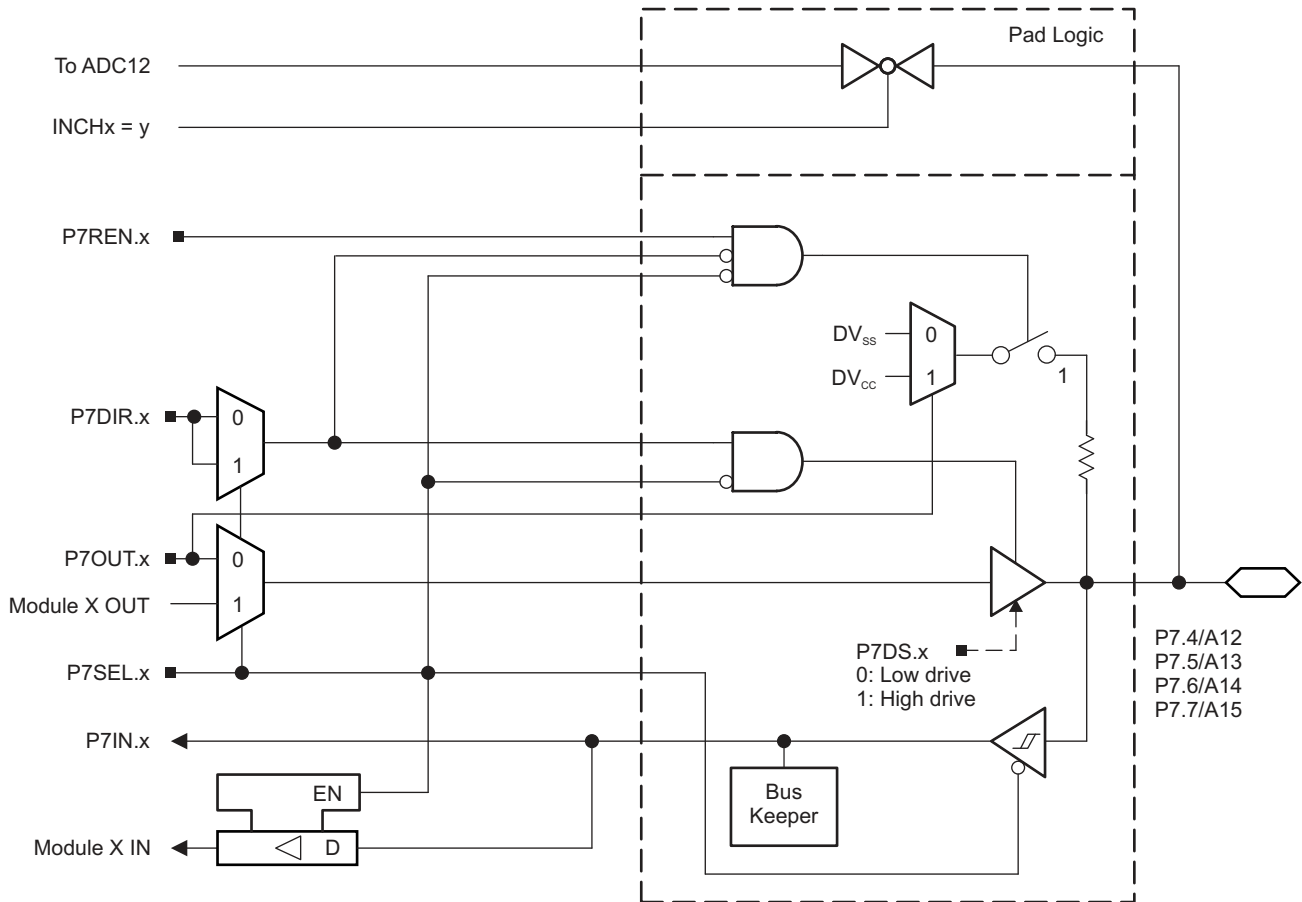 Pad Logic
To ADC12
INCHx = y
P7REN.x
DVSS
0
DVCC
1
1
P7DIR.x
0
1
P7OUT.x
0
Module X OUT
1
P7SEL.x
P7DS.x
0: Low drive
1: High drive
P7.4/A12
P7.5/A13
P7.6/A14
P7.7/A15
P7IN.x
EN
Bus
Keeper
Module X IN
D